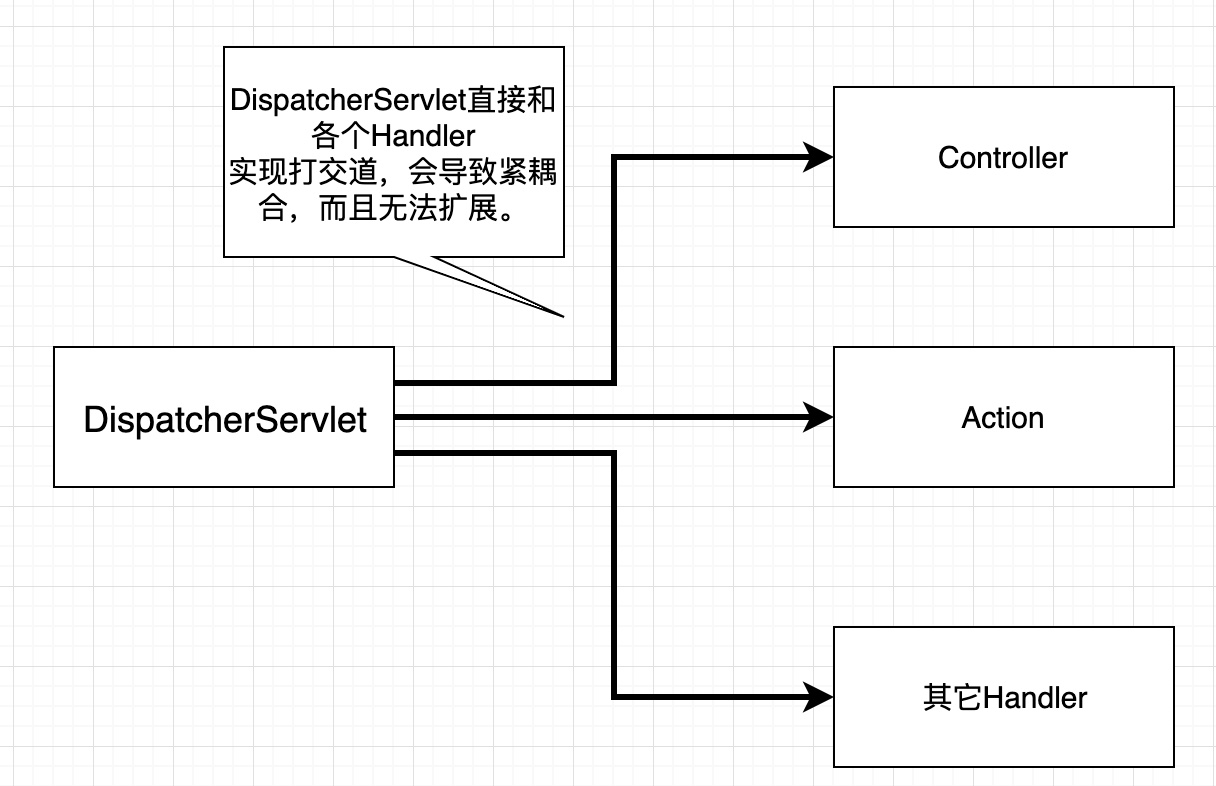 DispatcherServlet直接和
各个Handler
实现打交道，会导致紧耦
合，而且无法扩展。
Controller
DispatcherServlet
Action
其它Handler